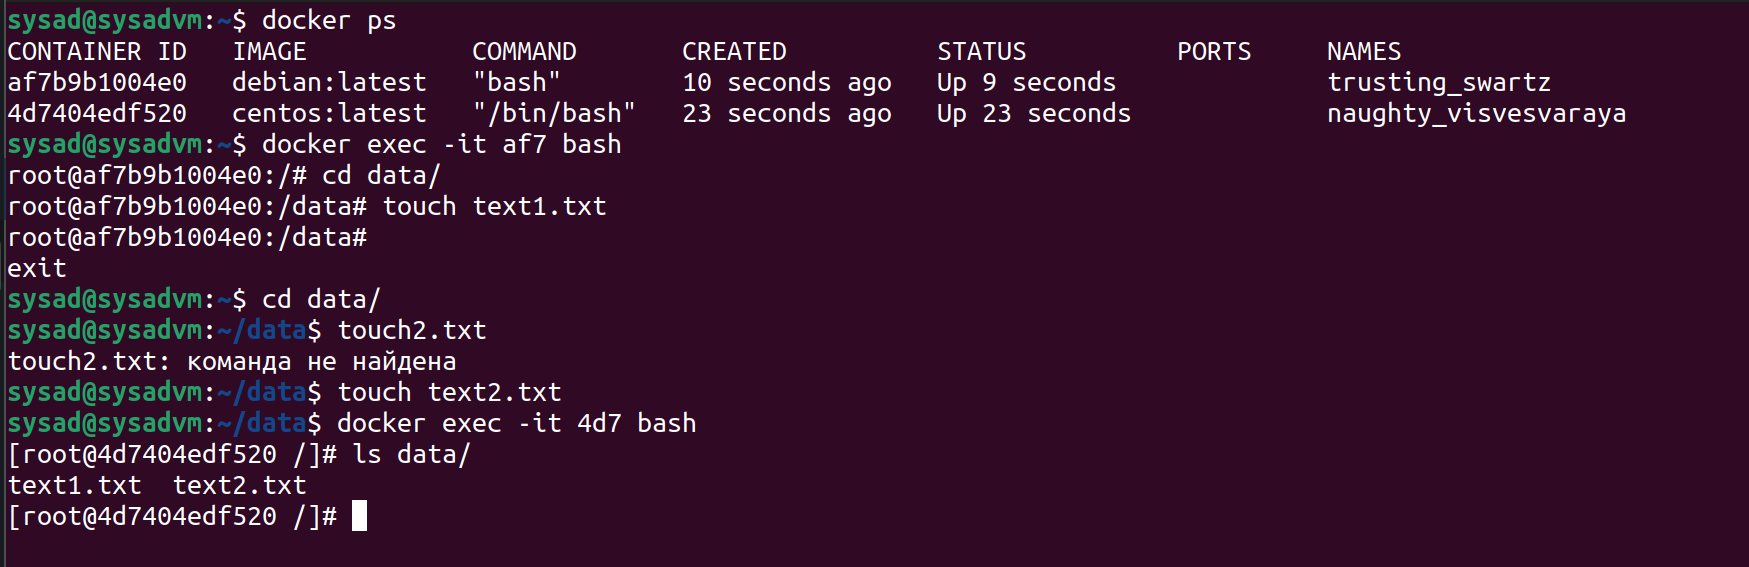 sysad@sysadvm:~$ docker ps
CONTAINER ID   IMAGE           COMMAND       CREATED          STATUS          PORTS     NAMES
af7b9b1004e0   debian:latest   "bash"        10 seconds ago   Up 9 seconds              trusting_swartz
4d7404edf520   centos:latest   "/bin/bash"   23 seconds ago   Up 23 seconds             naughty_visvesvaraya
sysad@sysadvm:~$ docker exec -it af7 bash
root@af7b9b1004e0:/# cd data/
root@af7b9b1004e0:/data# touch text1.txt
root@af7b9b1004e0:/data#
exit
sysad@sysadvm:~$ cd data/
sysad@sysadvm:~/data$ touch2.txt
touch2.txt: команда не найдена
sysad@sysadvm:~/data$ touch text2.txt
sysad@sysadvm:~/data$ docker exec -it 4d7 bash
[root@4d7404edf520 /]# ls data/
text1.txt  text2.txt
[root@4d7404edf520 /]#